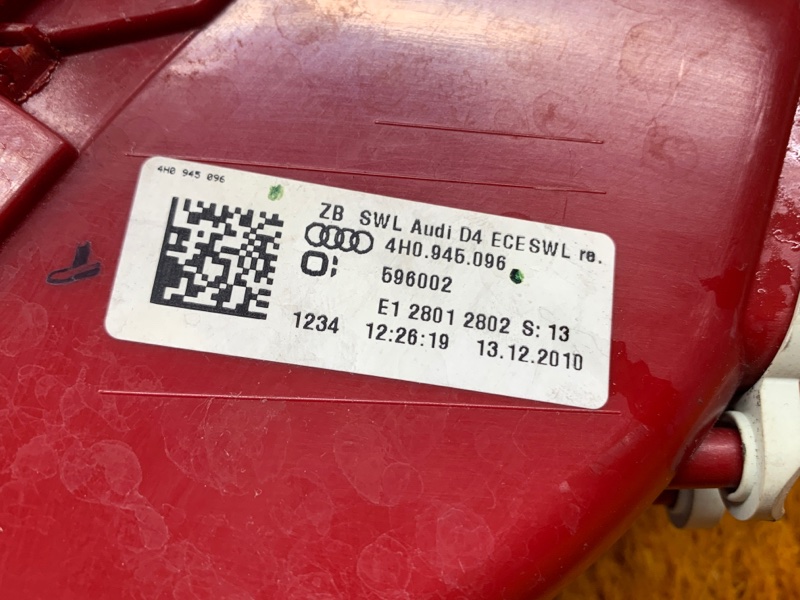 4H0 945 096
ZB SWL Audi D4 ECESWL re.
4H0.945.096
596002
E1 2801 2802 S: 13
1234 12:26:19 13.12.2010